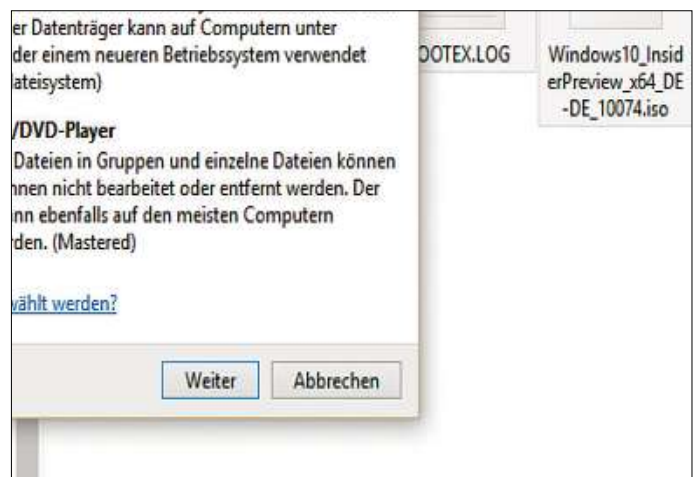 er Datenträger kann auf Computern unter
der einem neueren Betriebssystem verwendet
ateisystem)
/DVD-Player
Dateien in Gruppen und einzelne Dateien können
nnen nicht bearbeitet oder entfernt werden. Der
nn ebenfalls auf den meisten Computern
rden. (Mastered)
wählt werden?
Weiter
Abbrechen
OOTEX.LOG
Windows10_Insid
erPreview_x64_DE
-DE_10074.iso